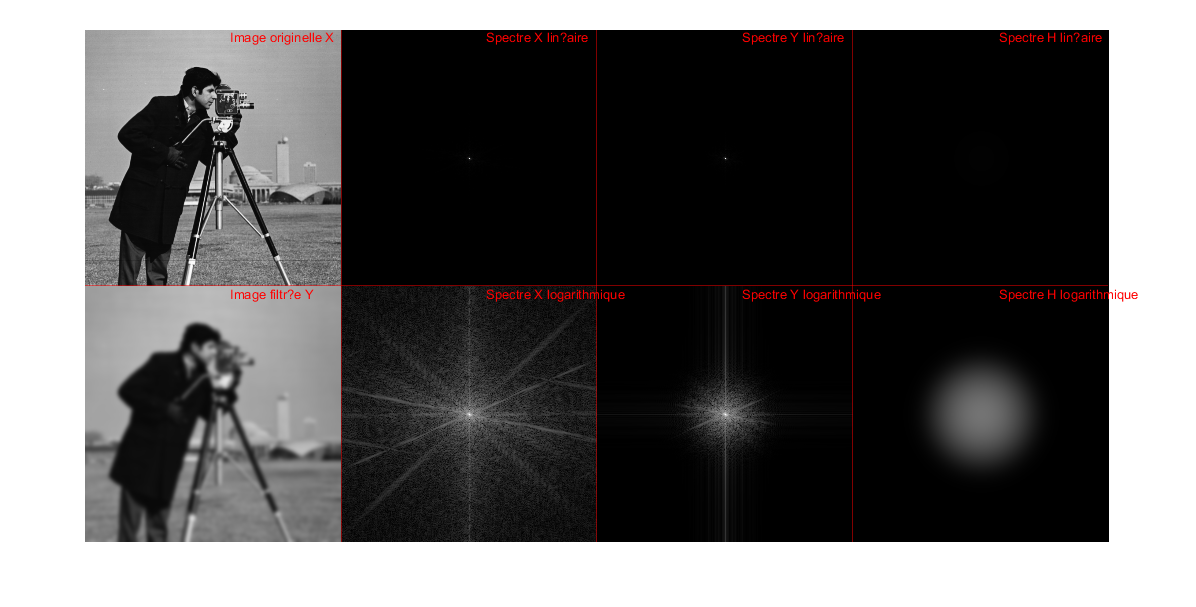 Image originelle X
Spectre X lin?aire
Spectre Y lin?aire
Spectre H lin?aire
Image filtr?e Y
Spectre X logarithmique
Spectre Y logarithmique
Spectre H logarithmique